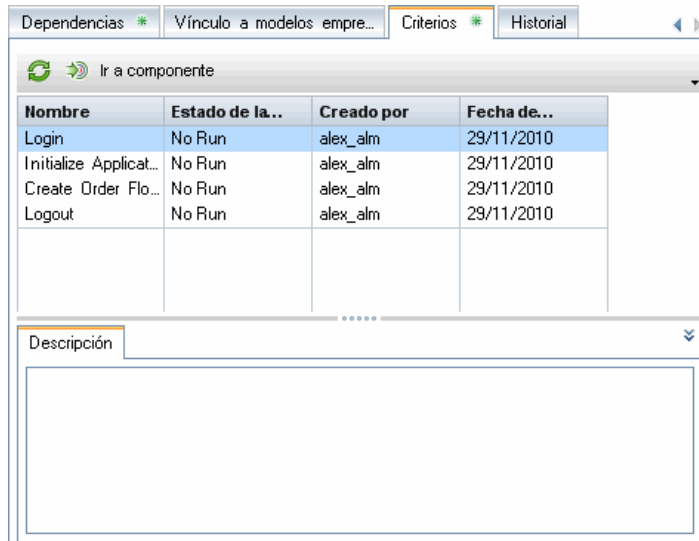 Dependencias * Vínculo a modelos empre... Criterios * Historial
Ir a componente
Nombre Estado de la... Creado por Fecha de...
Login No Run alex_alm 29/11/2010
Initialize Applicat... No Run alex_alm 29/11/2010
Create Order Flo... No Run alex_alm 29/11/2010
Logout No Run alex_alm 29/11/2010
Descripción